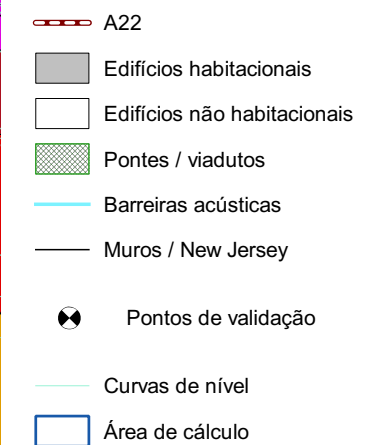 A22
Edifícios habitacionais
Edifícios não habitacionais
Pontes / viadutos
Barreiras acústicas
Muros / New Jersey
Pontos de validação
Curvas de nível
Área de cálculo